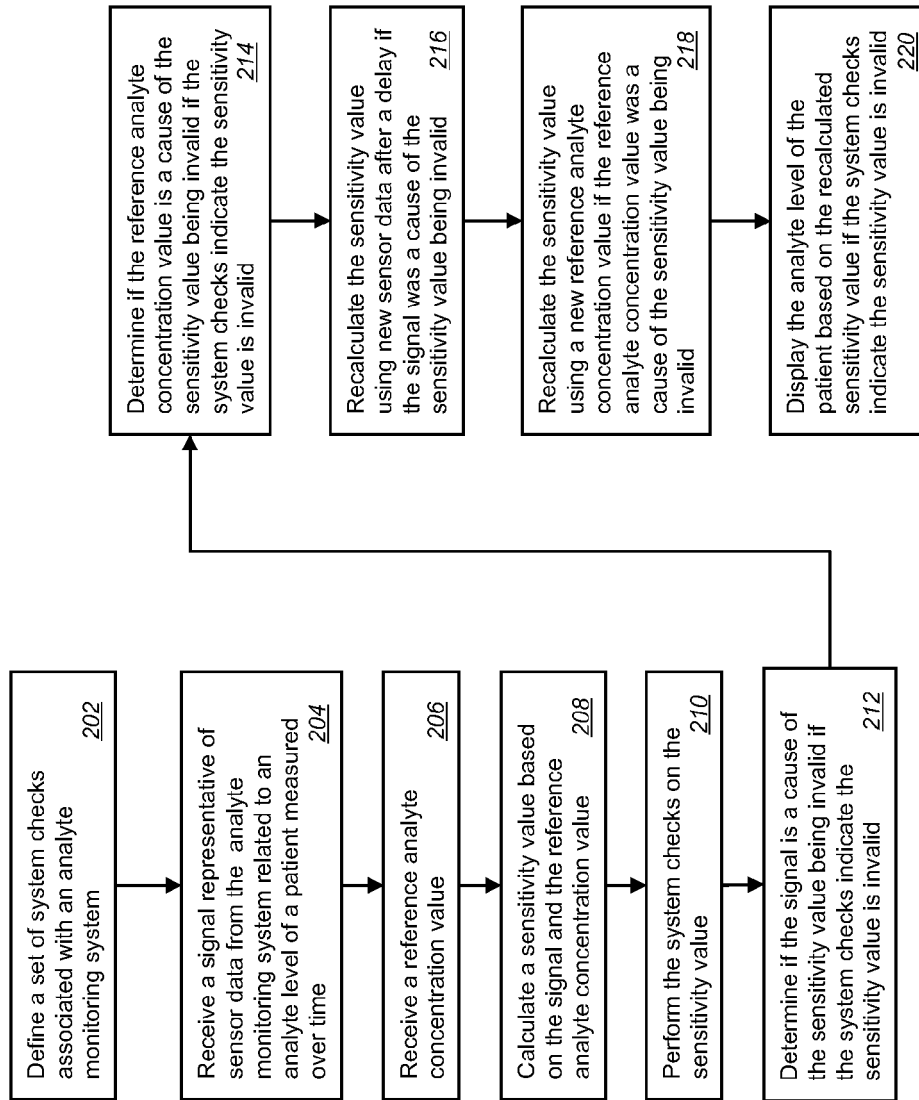 Define a set of system checks
associated with an analyte
monitoring system
202
Receive a signal representative of
sensor data from the analyte
monitoring system related to an
analyte level of a patient measured
over time
204
Receive a reference analyte
concentration value
206
Calculate a sensitivity value based
on the signal and the reference
analyte concentration value
208
Perform the system checks on the
sensitivity value
210
Determine if the signal is a cause of
the sensitivity value being invalid if
the system checks indicate the
sensitivity value is invalid
212
Determine if the reference analyte
concentration value is a cause of the
sensitivity value being invalid if the
system checks indicate the sensitivity
value is invalid
214
Recalculate the sensitivity value
using new sensor data after a delay if
the signal was a cause of the
sensitivity value being invalid
216
Recalculate the sensitivity value
using a new reference analyte
concentration value if the reference
analyte concentration value was a
cause of the sensitivity value being
invalid
218
Display the analyte level of the
patient based on the recalculated
sensitivity value if the system checks
indicate the sensitivity value is invalid
220